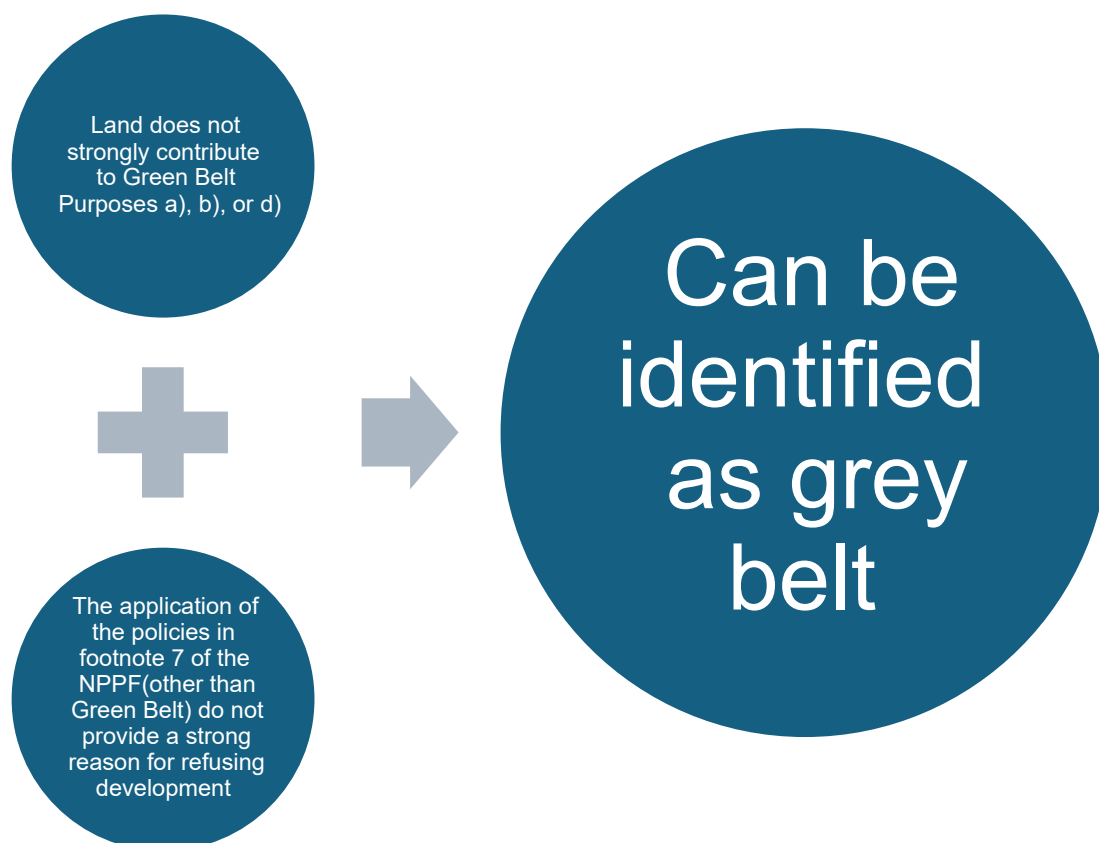 Land does not
strongly contribute
to Green Belt
Purposes a), b), or d)
The application of
the policies in
footnote 7 of the
NPPF(other than
Green Belt) do not
provide a strong
reason for refusing
development
Can be
identified
as grey
belt